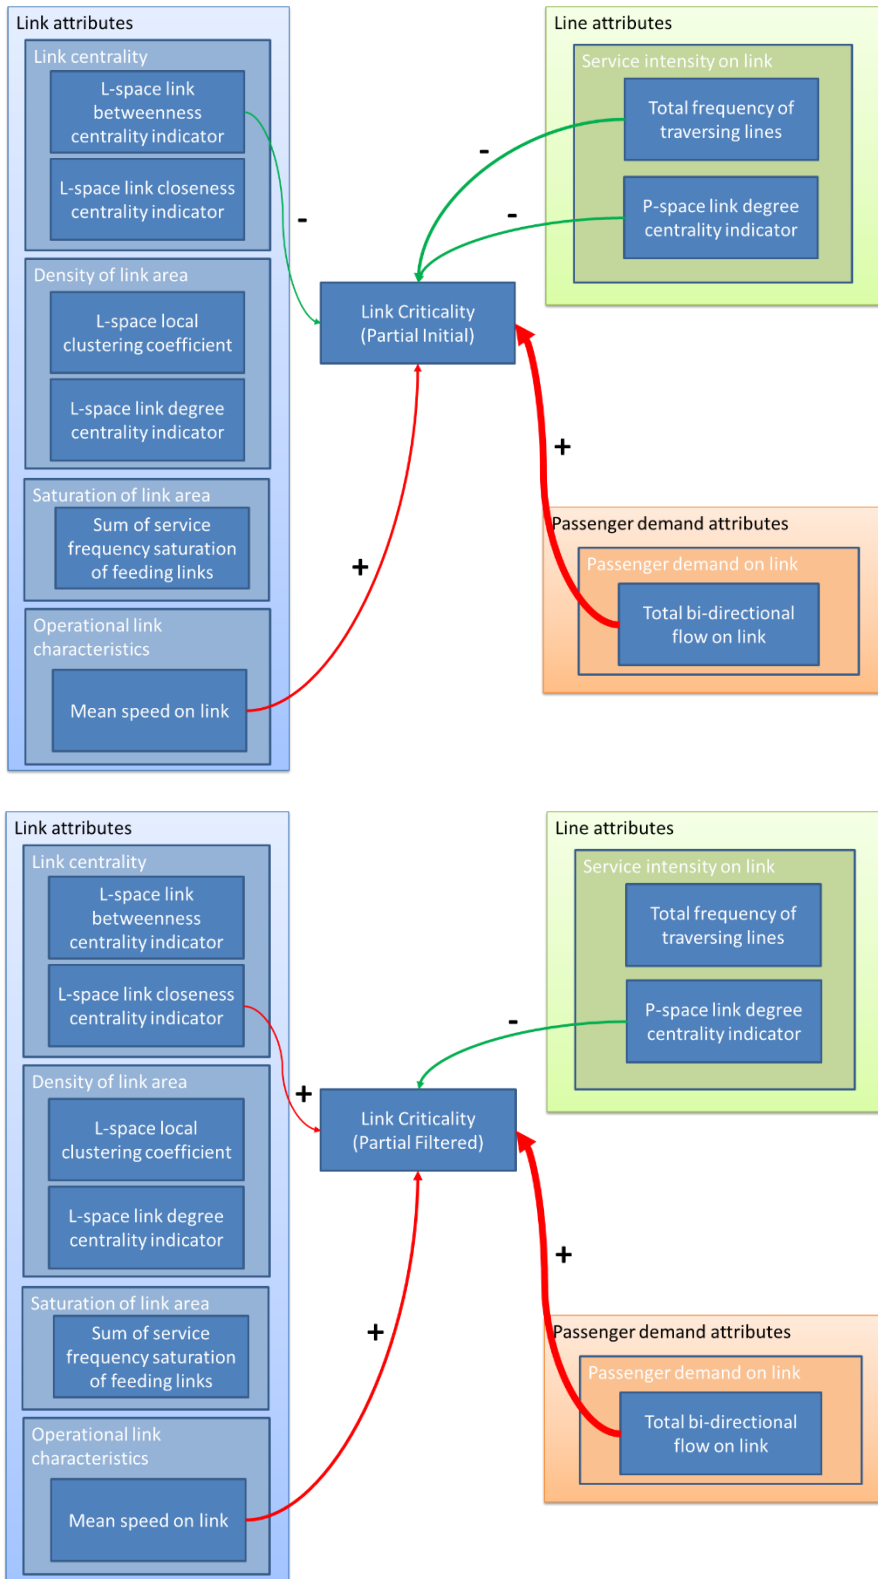 Link attributes
Link centrality
L-space link
betweenness
centrality indicator
L-space link closeness
centrality indicator
Density of link area
L-space local
clustering coefficient
L-space link degree
centrality indicator
Saturation of link area
Sum of service
frequency saturation
of feeding links
Operational link
characteristics
Mean speed on link
-
+
Link Criticality
(Partial Initial)
-
-
+
Line attributes
Service intensity on link
Total frequency of
traversing lines
P-space link degree
centrality indicator
Passenger demand attributes
Passenger demand on link
Total bi-directional
flow on link
Link attributes
Link centrality
L-space link
betweenness
centrality indicator
L-space link closeness
centrality indicator
Density of link area
L-space local
clustering coefficient
L-space link degree
centrality indicator
Saturation of link area
Sum of service
frequency saturation
of feeding links
Operational link
characteristics
Mean speed on link
+
+
Link Criticality
(Partial Filtered)
-
+
Line attributes
Service intensity on link
Total frequency of
traversing lines
P-space link degree
centrality indicator
Passenger demand attributes
Passenger demand on link
Total bi-directional
flow on link